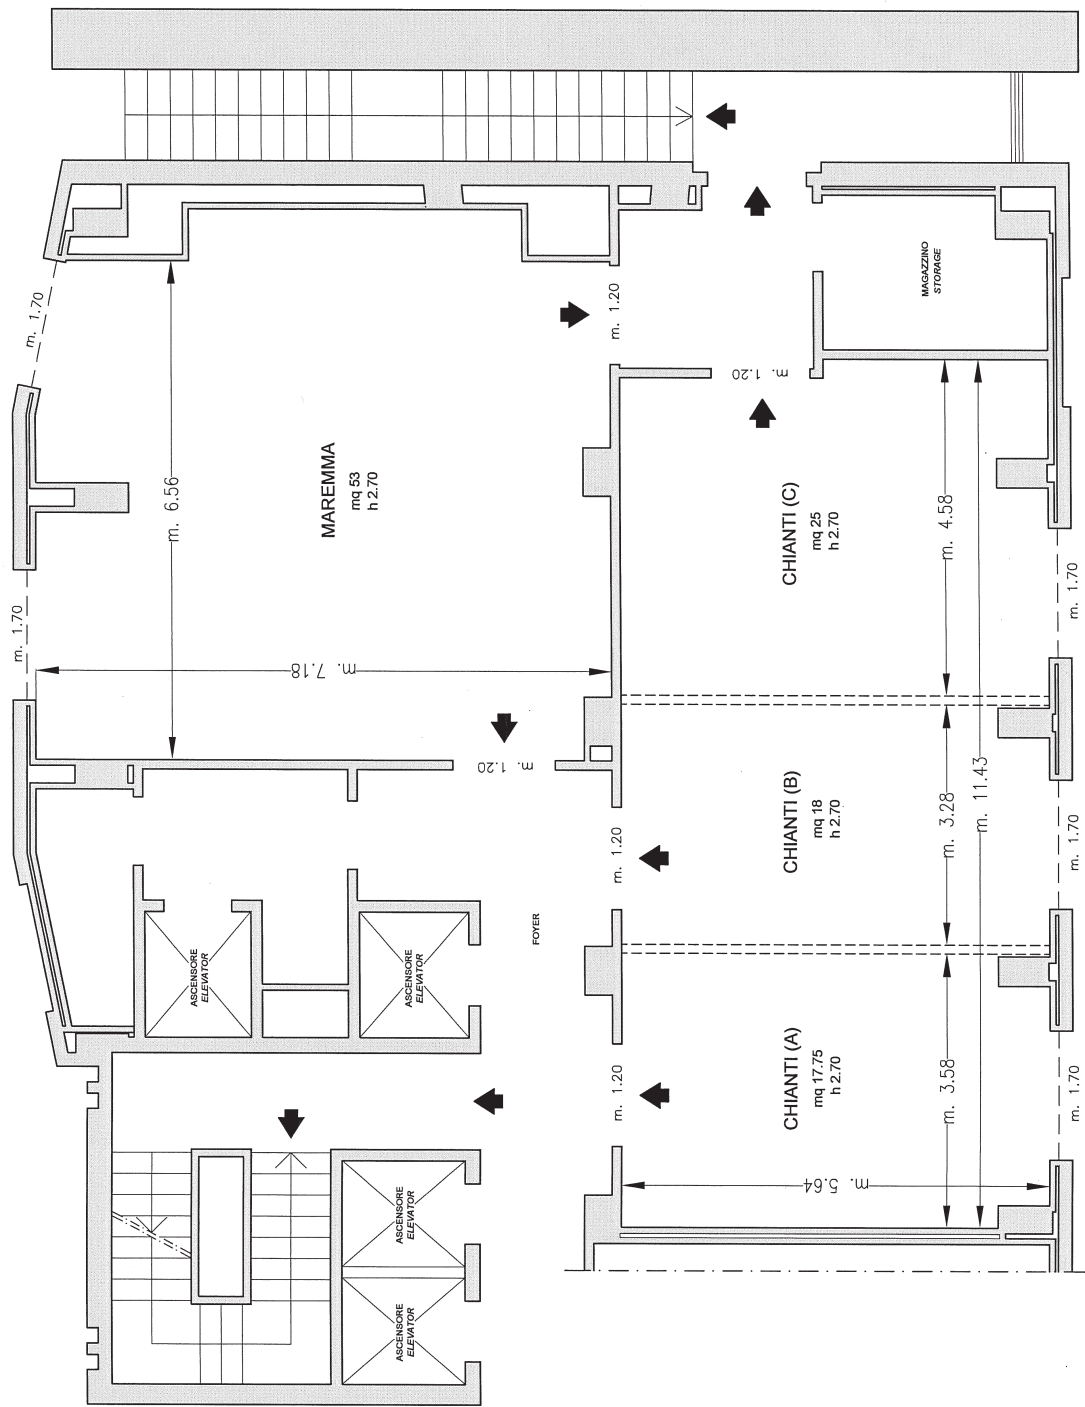 MAGAZZINO
STORAGE
m. 1.70
m. 1.20
m. 1.20
m. 6.56
MAREMMA
mq 53
h 2.70
CHIANTI (C)
mq 25
h 2.70
m. 4.58
m. 1.70
m. 1.70
m. 7.18
m. 1.20
CHIANTI (B)
mq 18
h 2.70
m. 3.28
m. 11.43
m. 1.20
m. 1.70
FOYER
ASCENSORE
ELEVATOR
ASCENSORE
ELEVATOR
CHIANTI (A)
mq 17.75
h 2.70
m. 3.58
m. 1.20
m. 1.70
m. 5.64
ASCENSORE
ELEVATOR
ASCENSORE
ELEVATOR